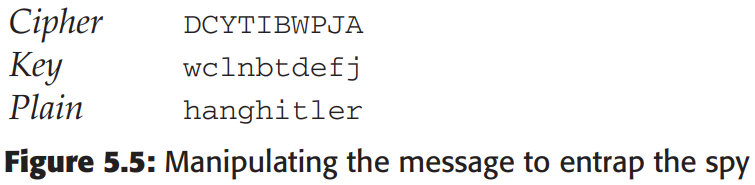 Cipher DCYTIBWPJA
Key wclnbtdefj
Plain hanghitler
Figure 5.5: Manipulating the message to entrap the spy